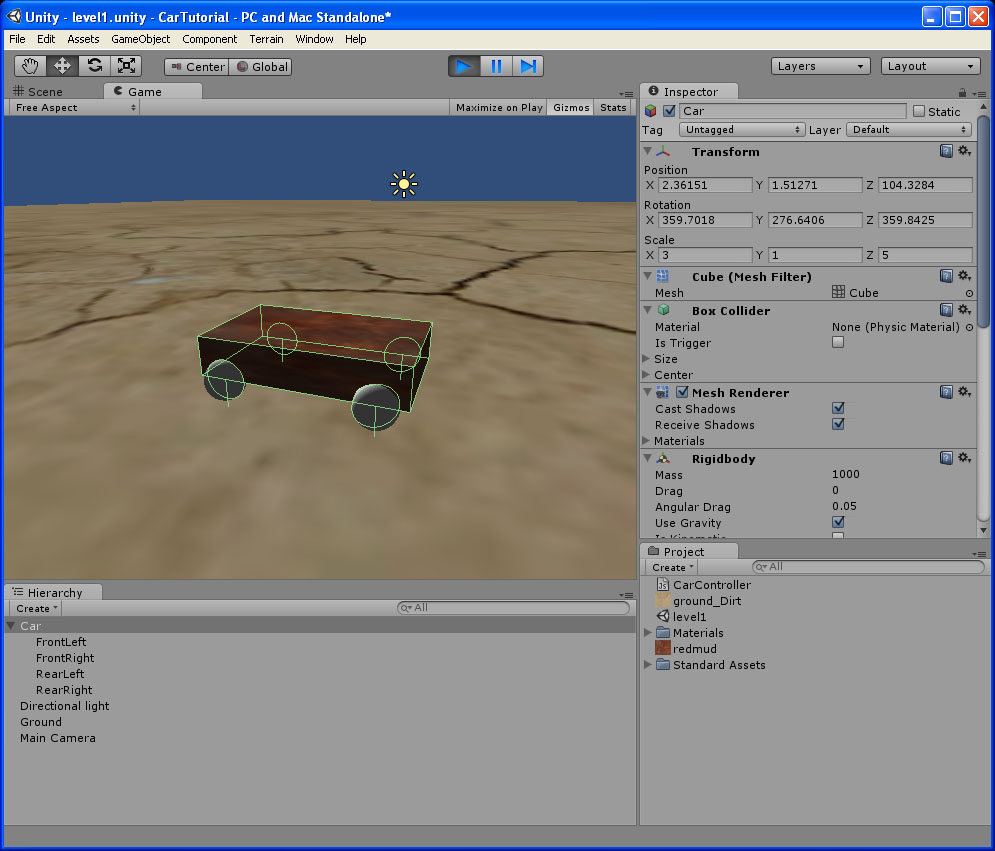 Unity - level1.unity - CarTutorial - PC and Mac Standalone*
File Edit Assets GameObject Component Terrain Window Help
Center Global Layers Layout
Scene Game
Free Aspect Maximize on Play Gizmos Stats
Inspector
Car Static
Tag Untagged Layer Default
Transform
Position
X 2.36151 Y 1.51271 Z 104.3284
Rotation
X 359.7018 Y 276.6406 Z 359.8425
Scale
X 3 Y 1 Z 5
Cube (Mesh Filter)
Mesh Cube
Box Collider
Material None (Physic Material)
Is Trigger
Size
Center
Mesh Renderer
Cast Shadows
Receive Shadows
Materials
Rigidbody
Mass 1000
Drag 0
Angular Drag 0.05
Use Gravity
Is Kinematic
Hierarchy
Create All
Car
FrontLeft
FrontRight
RearLeft
RearRight
Directional light
Ground
Main Camera
Project
Create All
CarController
ground_Dirt
level1
Materials
redmud
Standard Assets